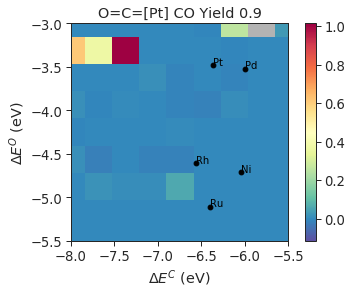 O=C=[Pt] CO Yield 0.9
−3.0
−3.5
−4.0
−4.5
−5.0
−5.5
ΔE^O (eV)
Pt
Pd
Rh
Ni
Ru
−8.0 −7.5 −7.0 −6.5 −6.0 −5.5
ΔE^C (eV)
1.0
0.8
0.6
0.4
0.2
0.0